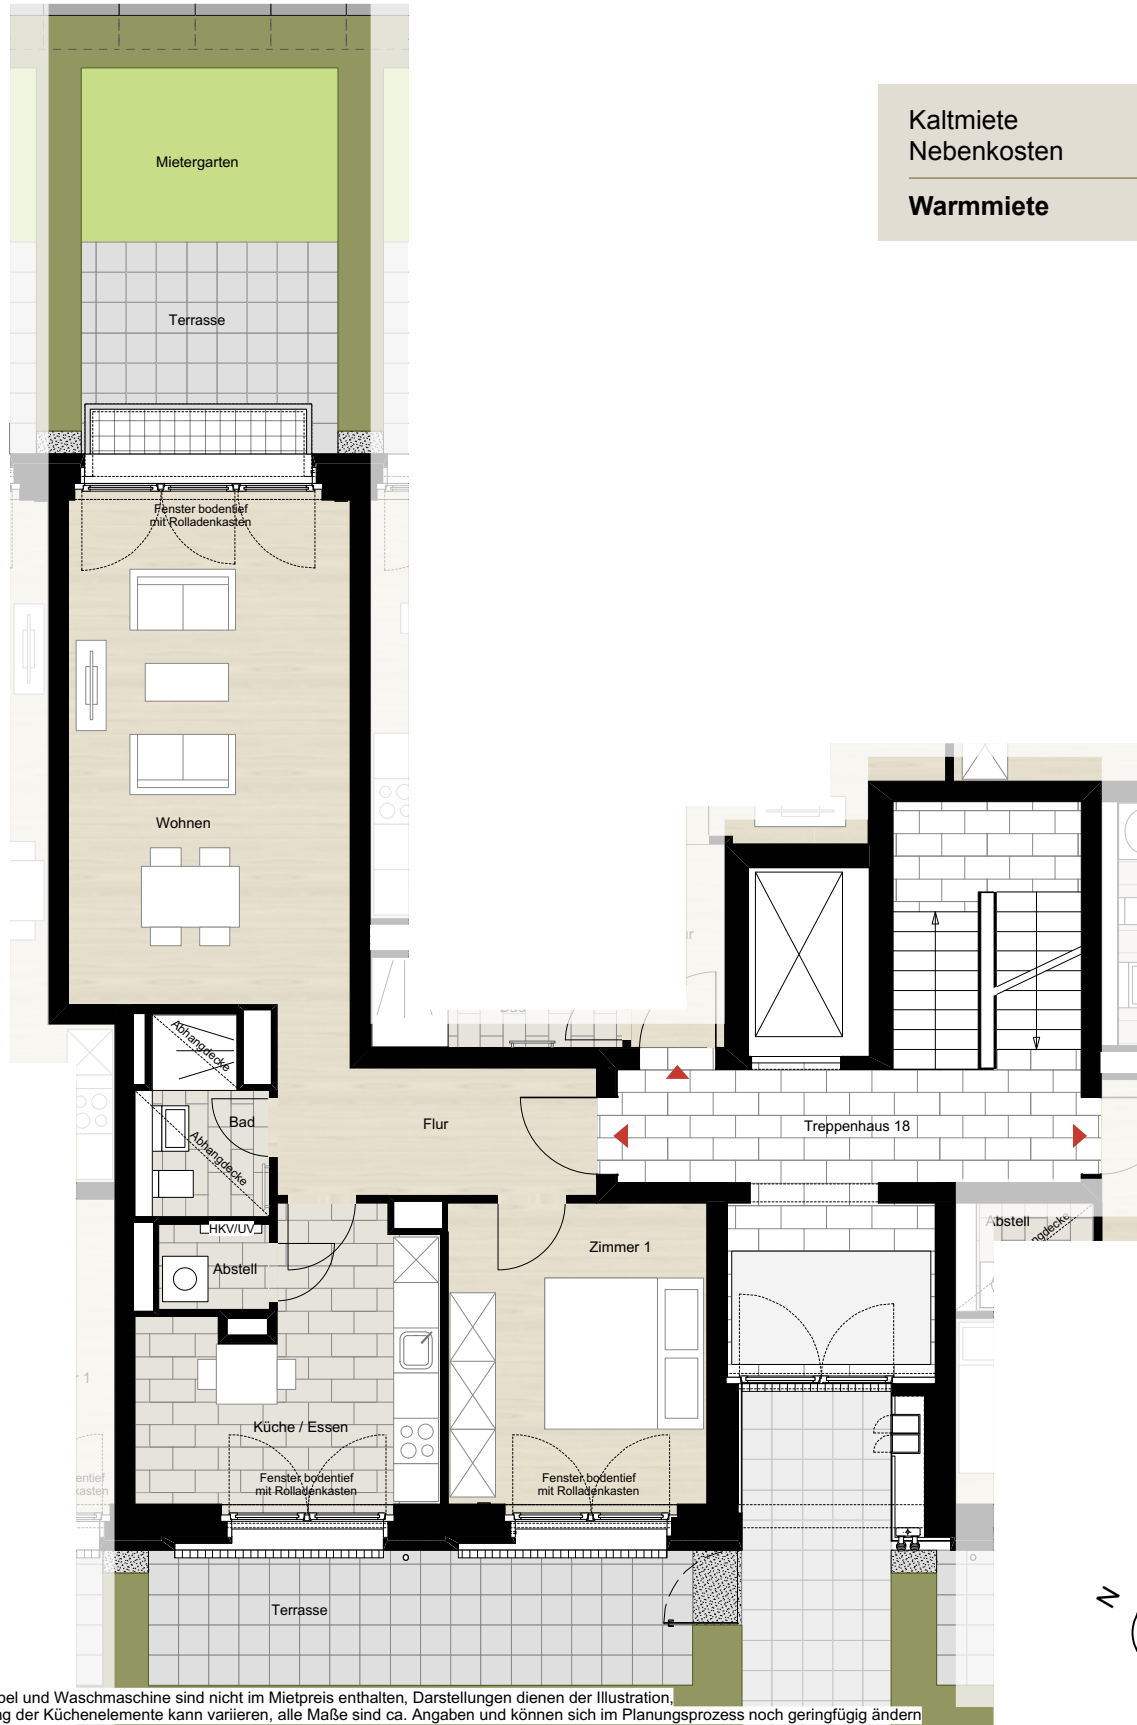 Kaltmiete
Nebenkosten
Warmmiete
Mietergarten
Terrasse
Fenster bodentief
mit Rolladenkasten
Wohnen
Abhangdecke
Bad
Abhangdecke
Flur
Treppenhaus 18
HKV/UV
Abstell
Zimmer 1
Abstell
Küche / Essen
Fenster bodentief
mit Rolladenkasten
Fenster bodentief
mit Rolladenkasten
Terrasse
N
und Waschmaschine sind nicht im Mietpreis enthalten, Darstellungen dienen der Illustration,
der Küchenelemente kann variieren, alle Maße sind ca. Angaben und können sich im Planungsprozess noch geringfügig ändern